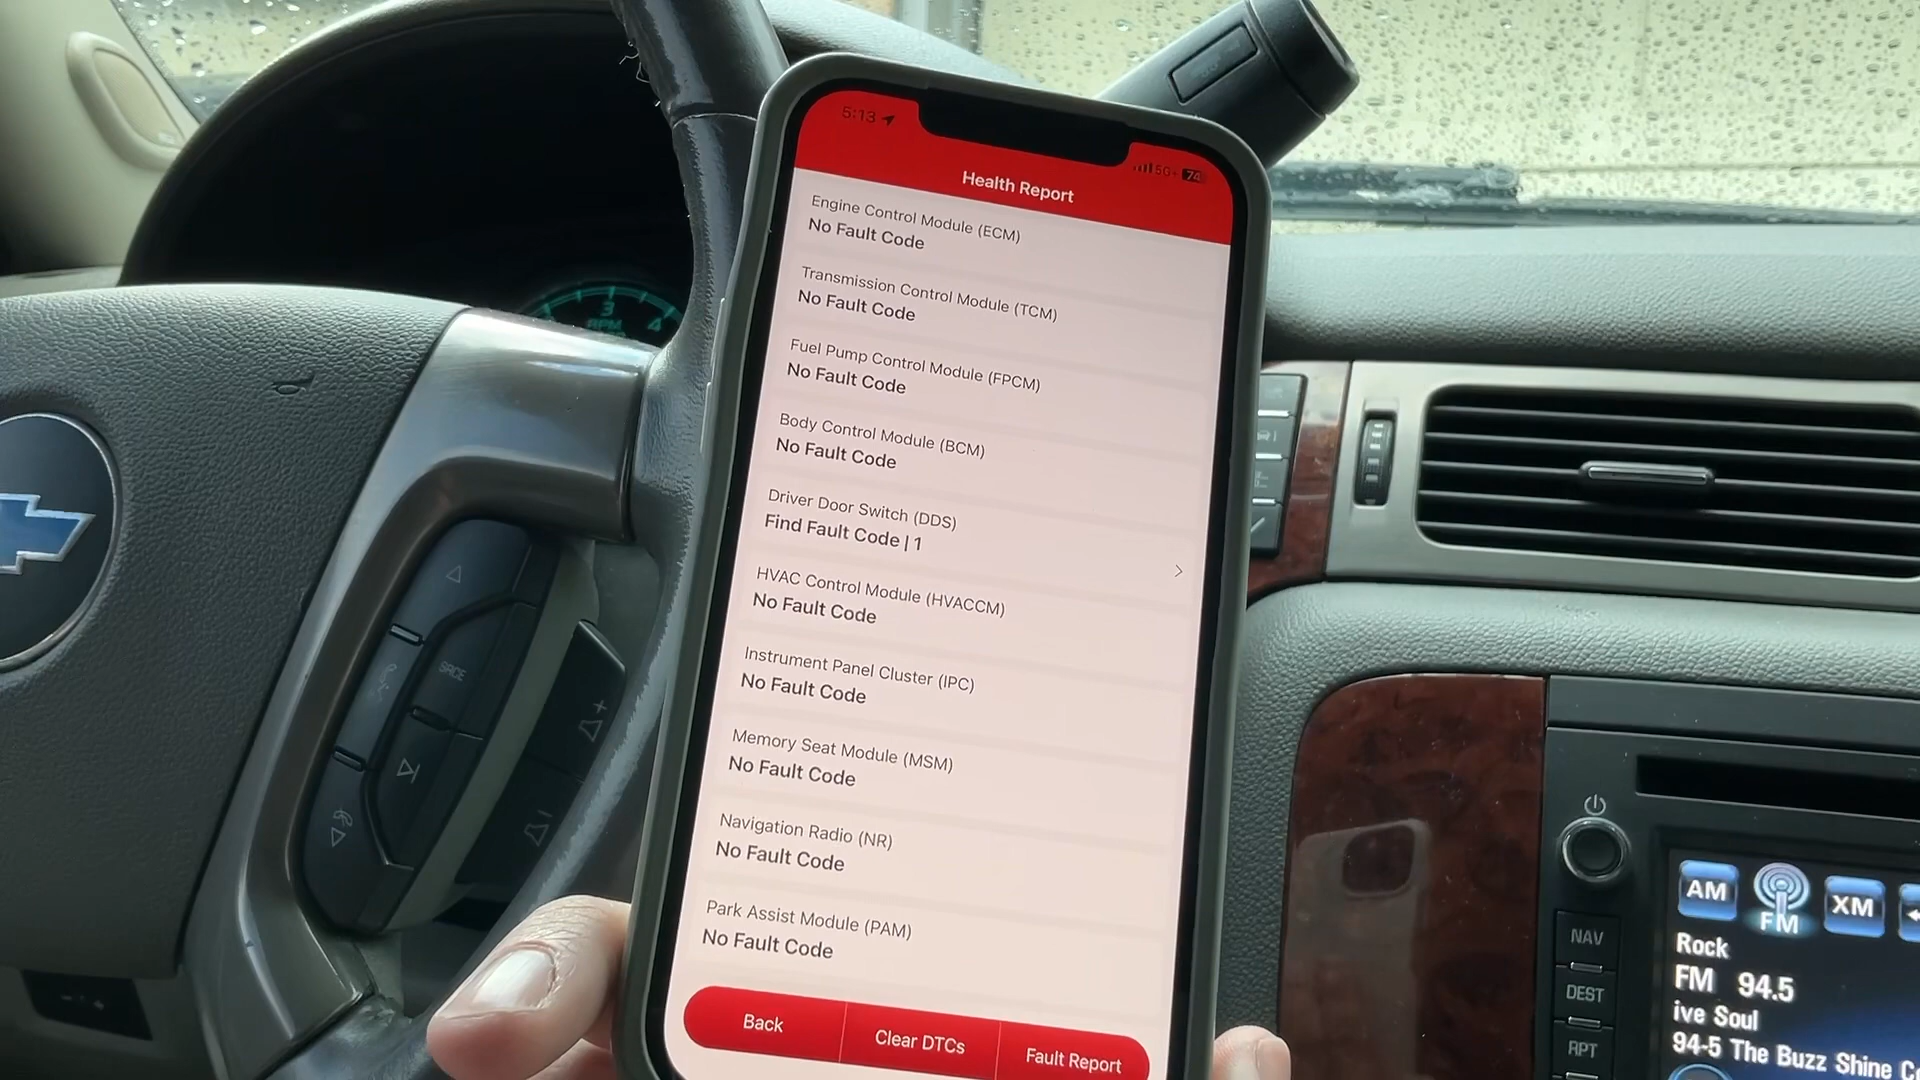 5:13
5G+ 74
Health Report
Engine Control Module (ECM)
No Fault Code
Transmission Control Module (TCM)
No Fault Code
Fuel Pump Control Module (FPCM)
No Fault Code
Body Control Module (BCM)
No Fault Code
Driver Door Switch (DDS)
Find Fault Code | 1
HVAC Control Module (HVACCM)
No Fault Code
Instrument Panel Cluster (IPC)
No Fault Code
Memory Seat Module (MSM)
No Fault Code
Navigation Radio (NR)
No Fault Code
Park Assist Module (PAM)
No Fault Code
Back
Clear DTCs
Fault Report
3
4
RPM
SRCE
NAV
DEST
RPT
AM
FM
XM
Rock
FM 94.5
ive Soul
94-5 The Buzz Shine